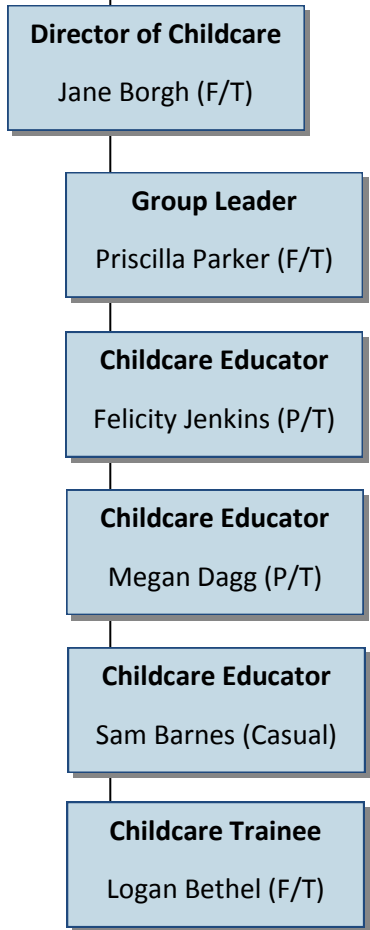 Director of Childcare
Jane Borgh (F/T)
Group Leader
Priscilla Parker (F/T)
Childcare Educator
Felicity Jenkins (P/T)
Childcare Educator
Megan Dagg (P/T)
Childcare Educator
Sam Barnes (Casual)
Childcare Trainee
Logan Bethel (F/T)